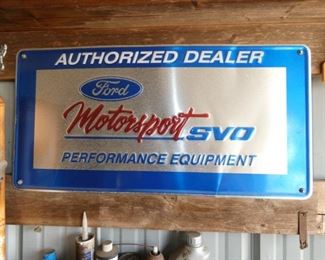 AUTHORIZED DEALER
Ford
Motorsport SVO
PERFORMANCE EQUIPMENT